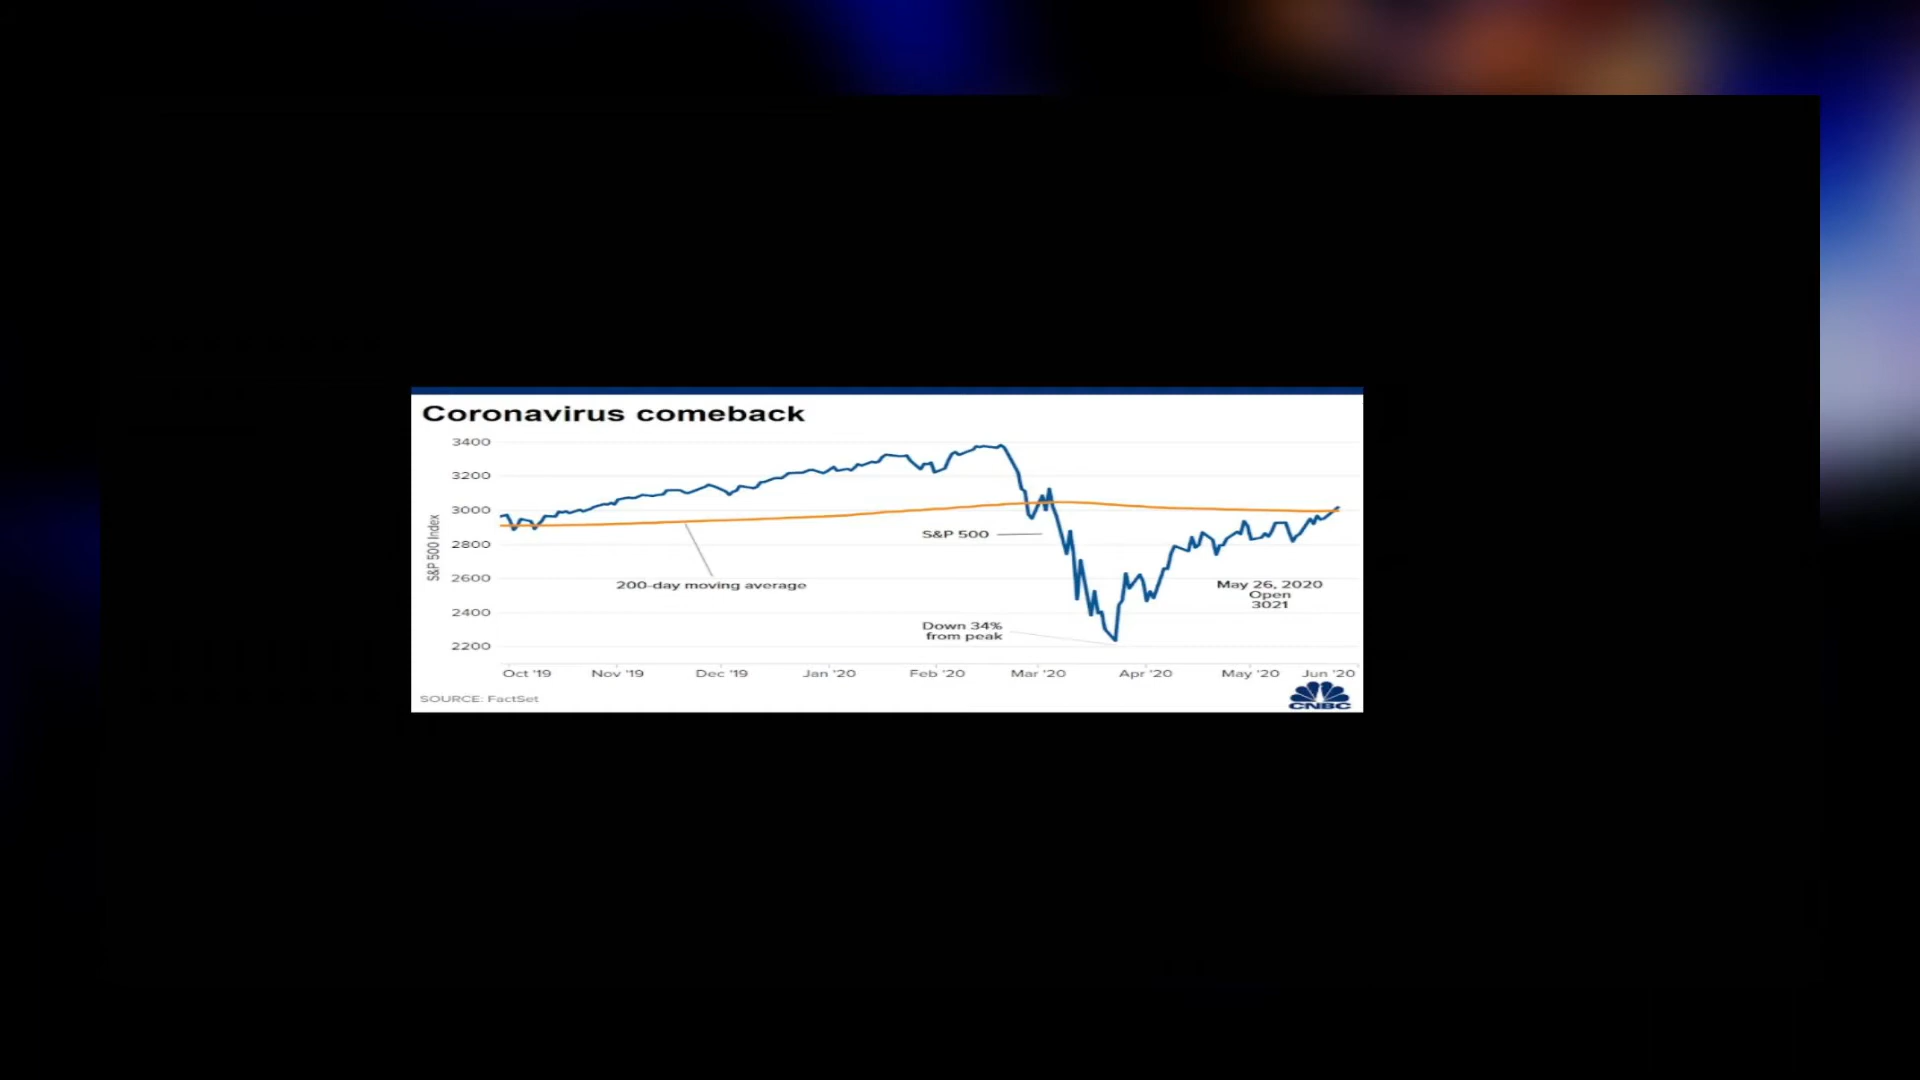 Coronavirus comeback
3400
3200
3000
2800
2600
2400
2200
S&P 500 Index
S&P 500
200-day moving average
May 26, 2020
Open
3021
Down 34%
from peak
Oct '19 Nov '19 Dec '19 Jan '20 Feb '20 Mar '20 Apr '20 May '20 Jun '20
SOURCE: FactSet
CNBC